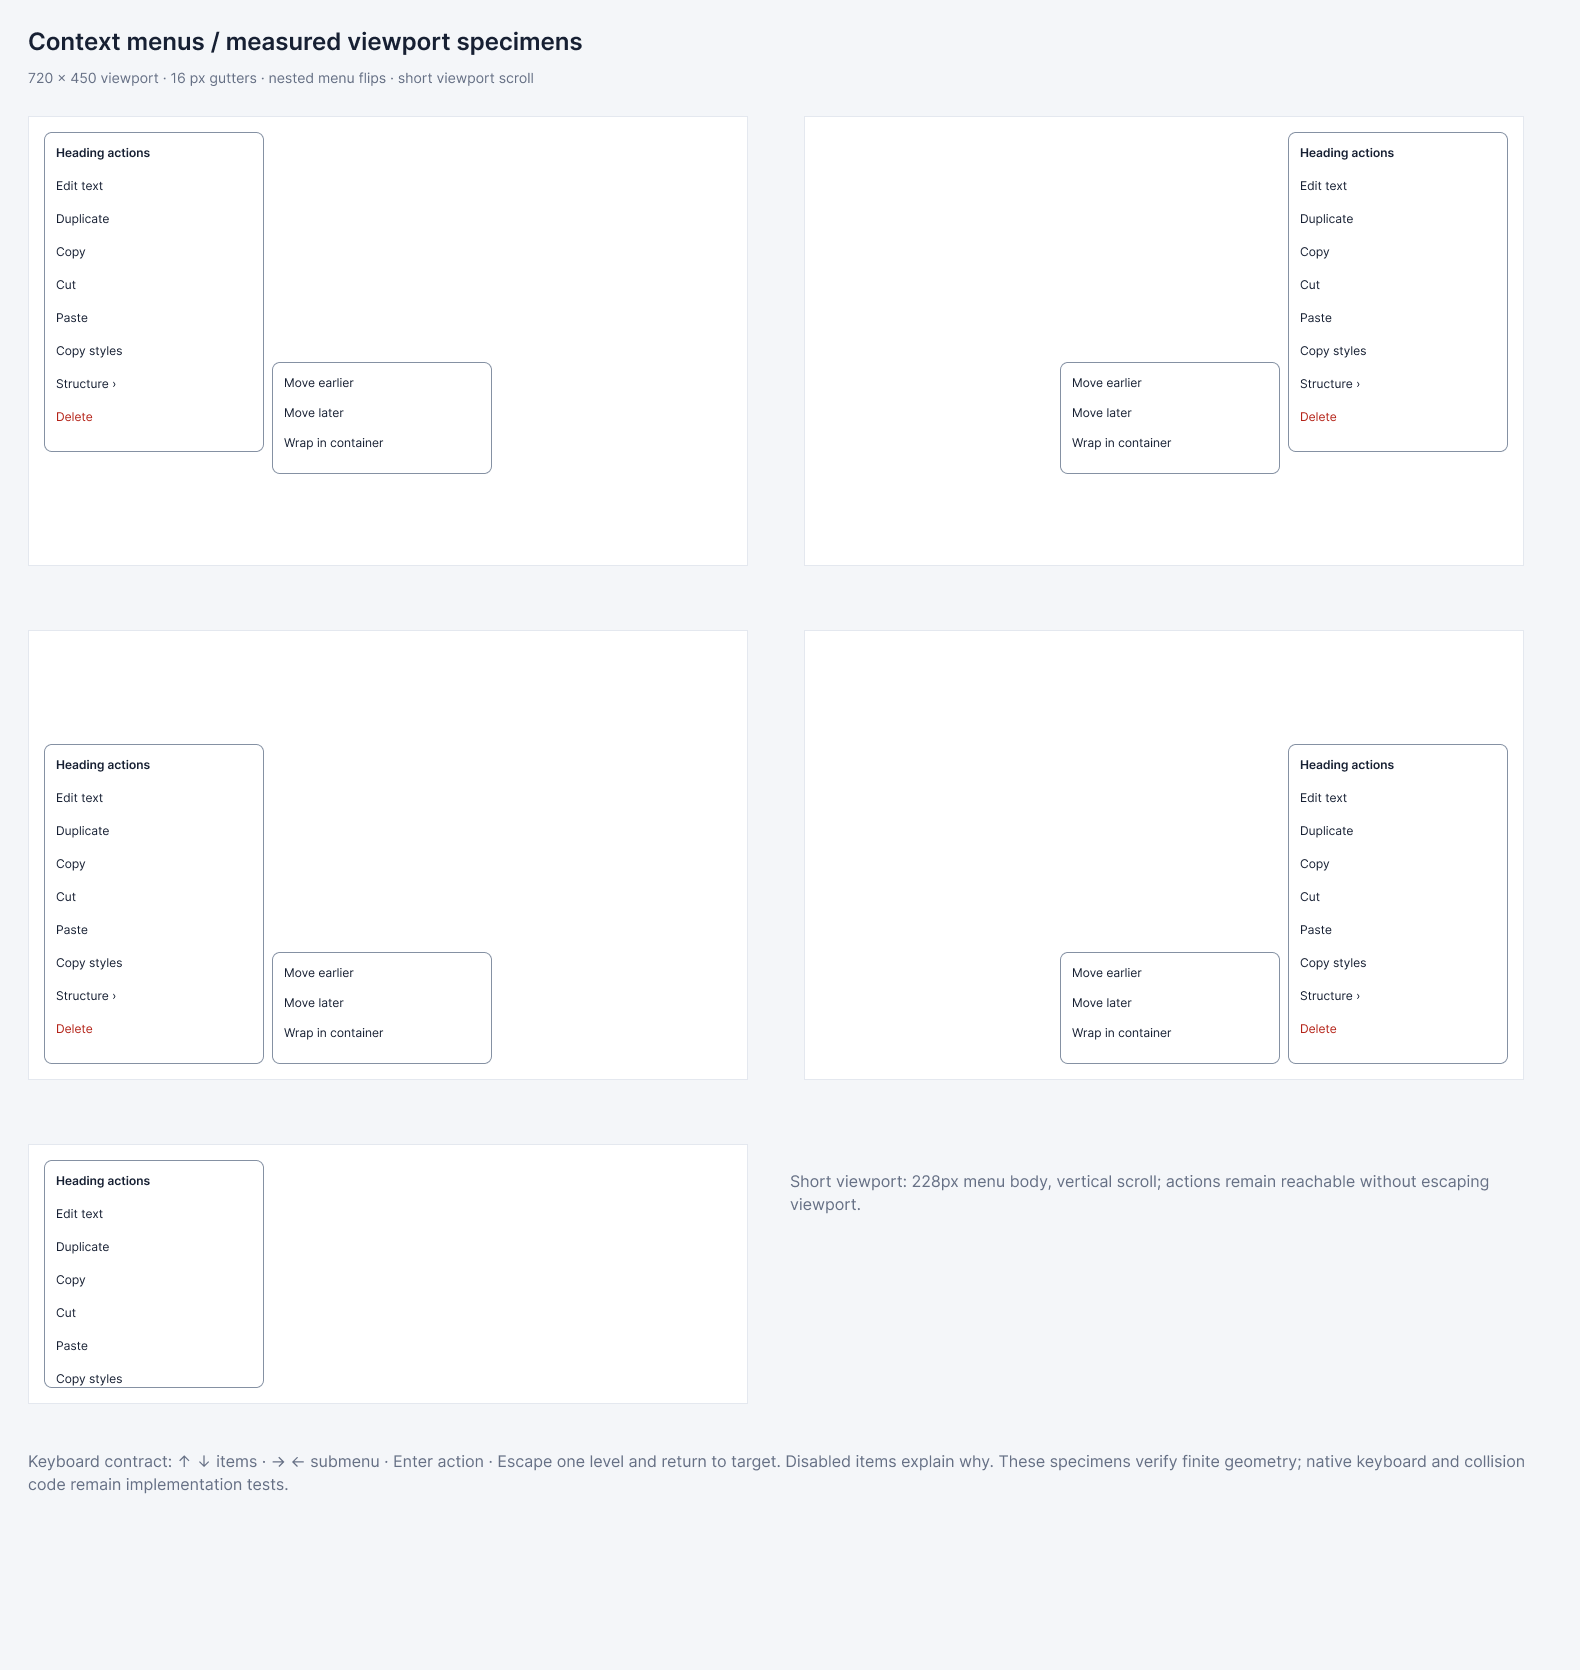 Context menus / measured viewport specimens
720 × 450 viewport · 16 px gutters · nested menu flips · short viewport scroll
Heading actions
Edit text
Duplicate
Copy
Cut
Paste
Copy styles
Structure ›
Delete
Move earlier
Move later
Wrap in container
Heading actions
Edit text
Duplicate
Copy
Cut
Paste
Copy styles
Structure ›
Delete
Move earlier
Move later
Wrap in container
Heading actions
Edit text
Duplicate
Copy
Cut
Paste
Copy styles
Structure ›
Delete
Move earlier
Move later
Wrap in container
Heading actions
Edit text
Duplicate
Copy
Cut
Paste
Copy styles
Structure ›
Delete
Move earlier
Move later
Wrap in container
Heading actions
Edit text
Duplicate
Copy
Cut
Paste
Copy styles
Short viewport: 228px menu body, vertical scroll; actions remain reachable without escaping
viewport.
Keyboard contract: ↑ ↓ items · → ← submenu · Enter action · Escape one level and return to target. Disabled items explain why. These specimens verify finite geometry; native keyboard and collision
code remain implementation tests.